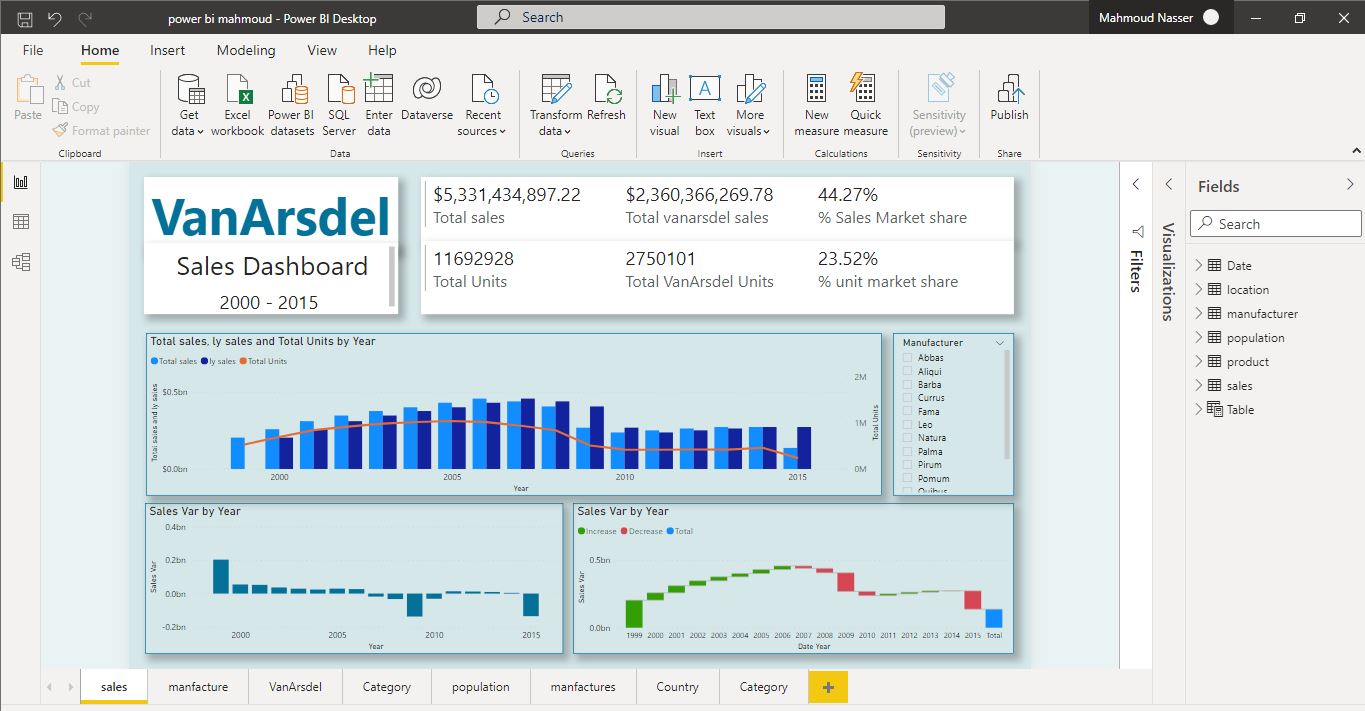 power bi mahmoud - Power BI Desktop
Search
Mahmoud Nasser
File Home Insert Modeling View Help
Paste
Cut
Copy
Format painter
Clipboard
Get data
Excel workbook
Power BI datasets
SQL Server
Enter data
Dataverse
Recent sources
Data
Transform data
Refresh
Queries
New visual
Text box
More visuals
Insert
New measure
Quick measure
Calculations
Sensitivity (preview)
Sensitivity
Publish
Share
VanArsdel
Sales Dashboard
2000 - 2015
$5,331,434,897.22 $2,360,366,269.78 44.27%
Total sales Total vanarsdel sales % Sales Market share
11692928 2750101 23.52%
Total Units Total VanArsdel Units % unit market share
Total sales, ly sales and Total Units by Year
Total sales ly sales Total Units
Total sales and ly sales
$0.5bn
$0.0bn
2M
1M
0M
Total Units
2000 2005 2010 2015
Year
Manufacturer
Abbas
Aliqui
Barba
Currus
Fama
Leo
Natura
Palma
Pirum
Pomum
Quibus
Sales Var by Year
Sales Var
0.4bn
0.2bn
0.0bn
-0.2bn
2000 2005 2010 2015
Year
Sales Var by Year
Increase Decrease Total
Sales Var
0.5bn
0.0bn
1999 2000 2001 2002 2003 2004 2005 2006 2007 2008 2009 2010 2011 2012 2013 2014 2015 Total
Date Year
Filters
Visualizations
Fields
Search
Date
location
manufacturer
population
product
sales
Table
sales manfacture VanArsdel Category population manfactures Country Category